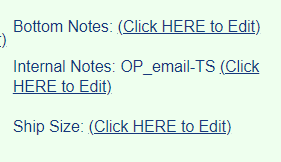 Bottom Notes: (Click HERE to Edit)
)
Internal Notes: OP_email-TS (Click
HERE to Edit)
Ship Size: (Click HERE to Edit)